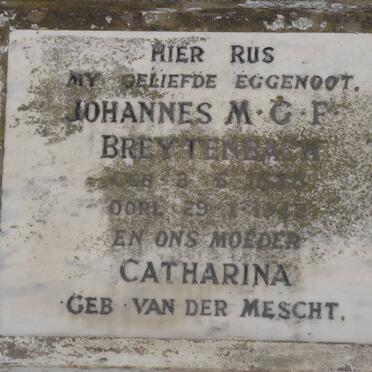 HIER RUS
MY GELIEFDE EGGENOOT.
JOHANNES M.G.F.
BREYTENBACH
GEB
OORL 29
EN ONS MOEDER
CATHARINA
GEB. VAN DER MESCHT.